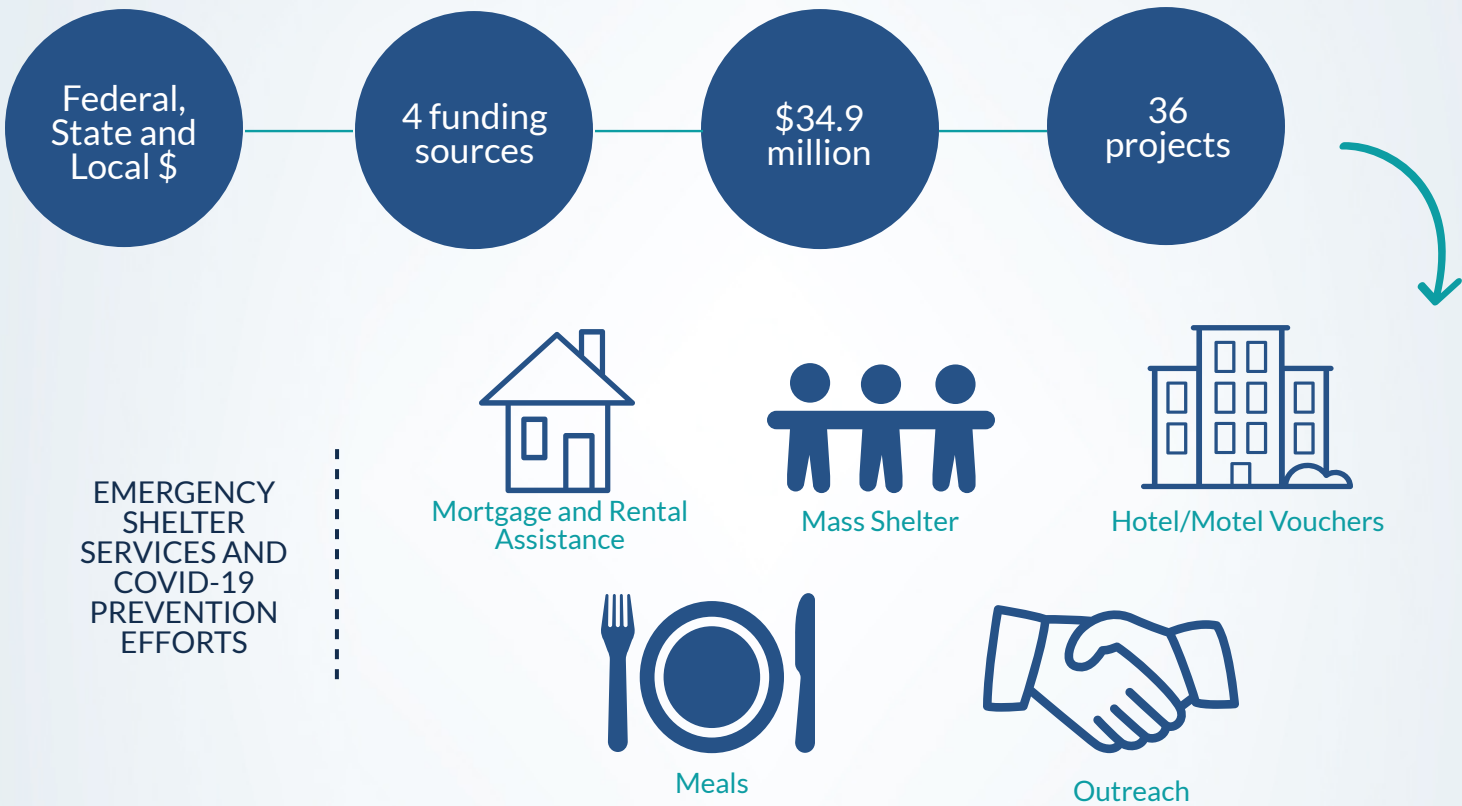 Federal,
State and
Local $
4 funding
sources
$34.9
million
36
projects
EMERGENCY
SHELTER
SERVICES AND
COVID-19
PREVENTION
EFFORTS
Mortgage and Rental
Assistance
Mass Shelter
Hotel/Motel Vouchers
Meals
Outreach